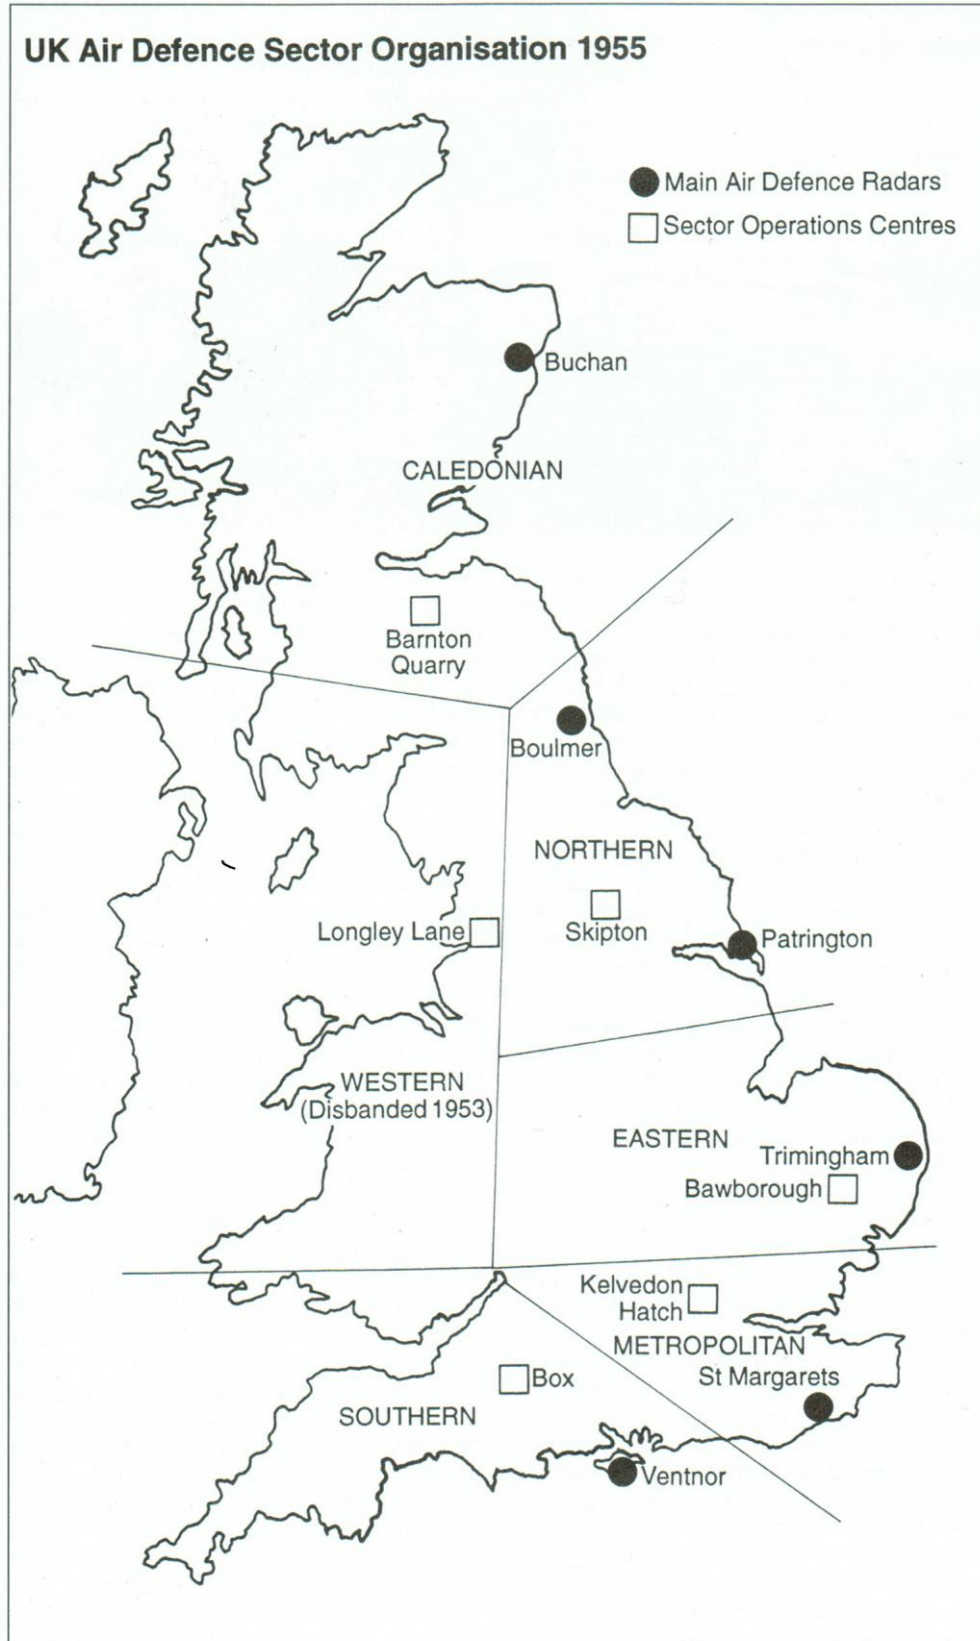 UK Air Defence Sector Organisation 1955
Main Air Defence Radars
Sector Operations Centres
Buchan
CALEDONIAN
Barnton
Quarry
Boulmer
NORTHERN
Longley Lane
Skipton
Patrington
WESTERN
(Disbanded 1953)
EASTERN
Trimingham
Bawborough
Kelvedon
Hatch
METROPOLITAN
St Margarets
Box
SOUTHERN
Ventnor